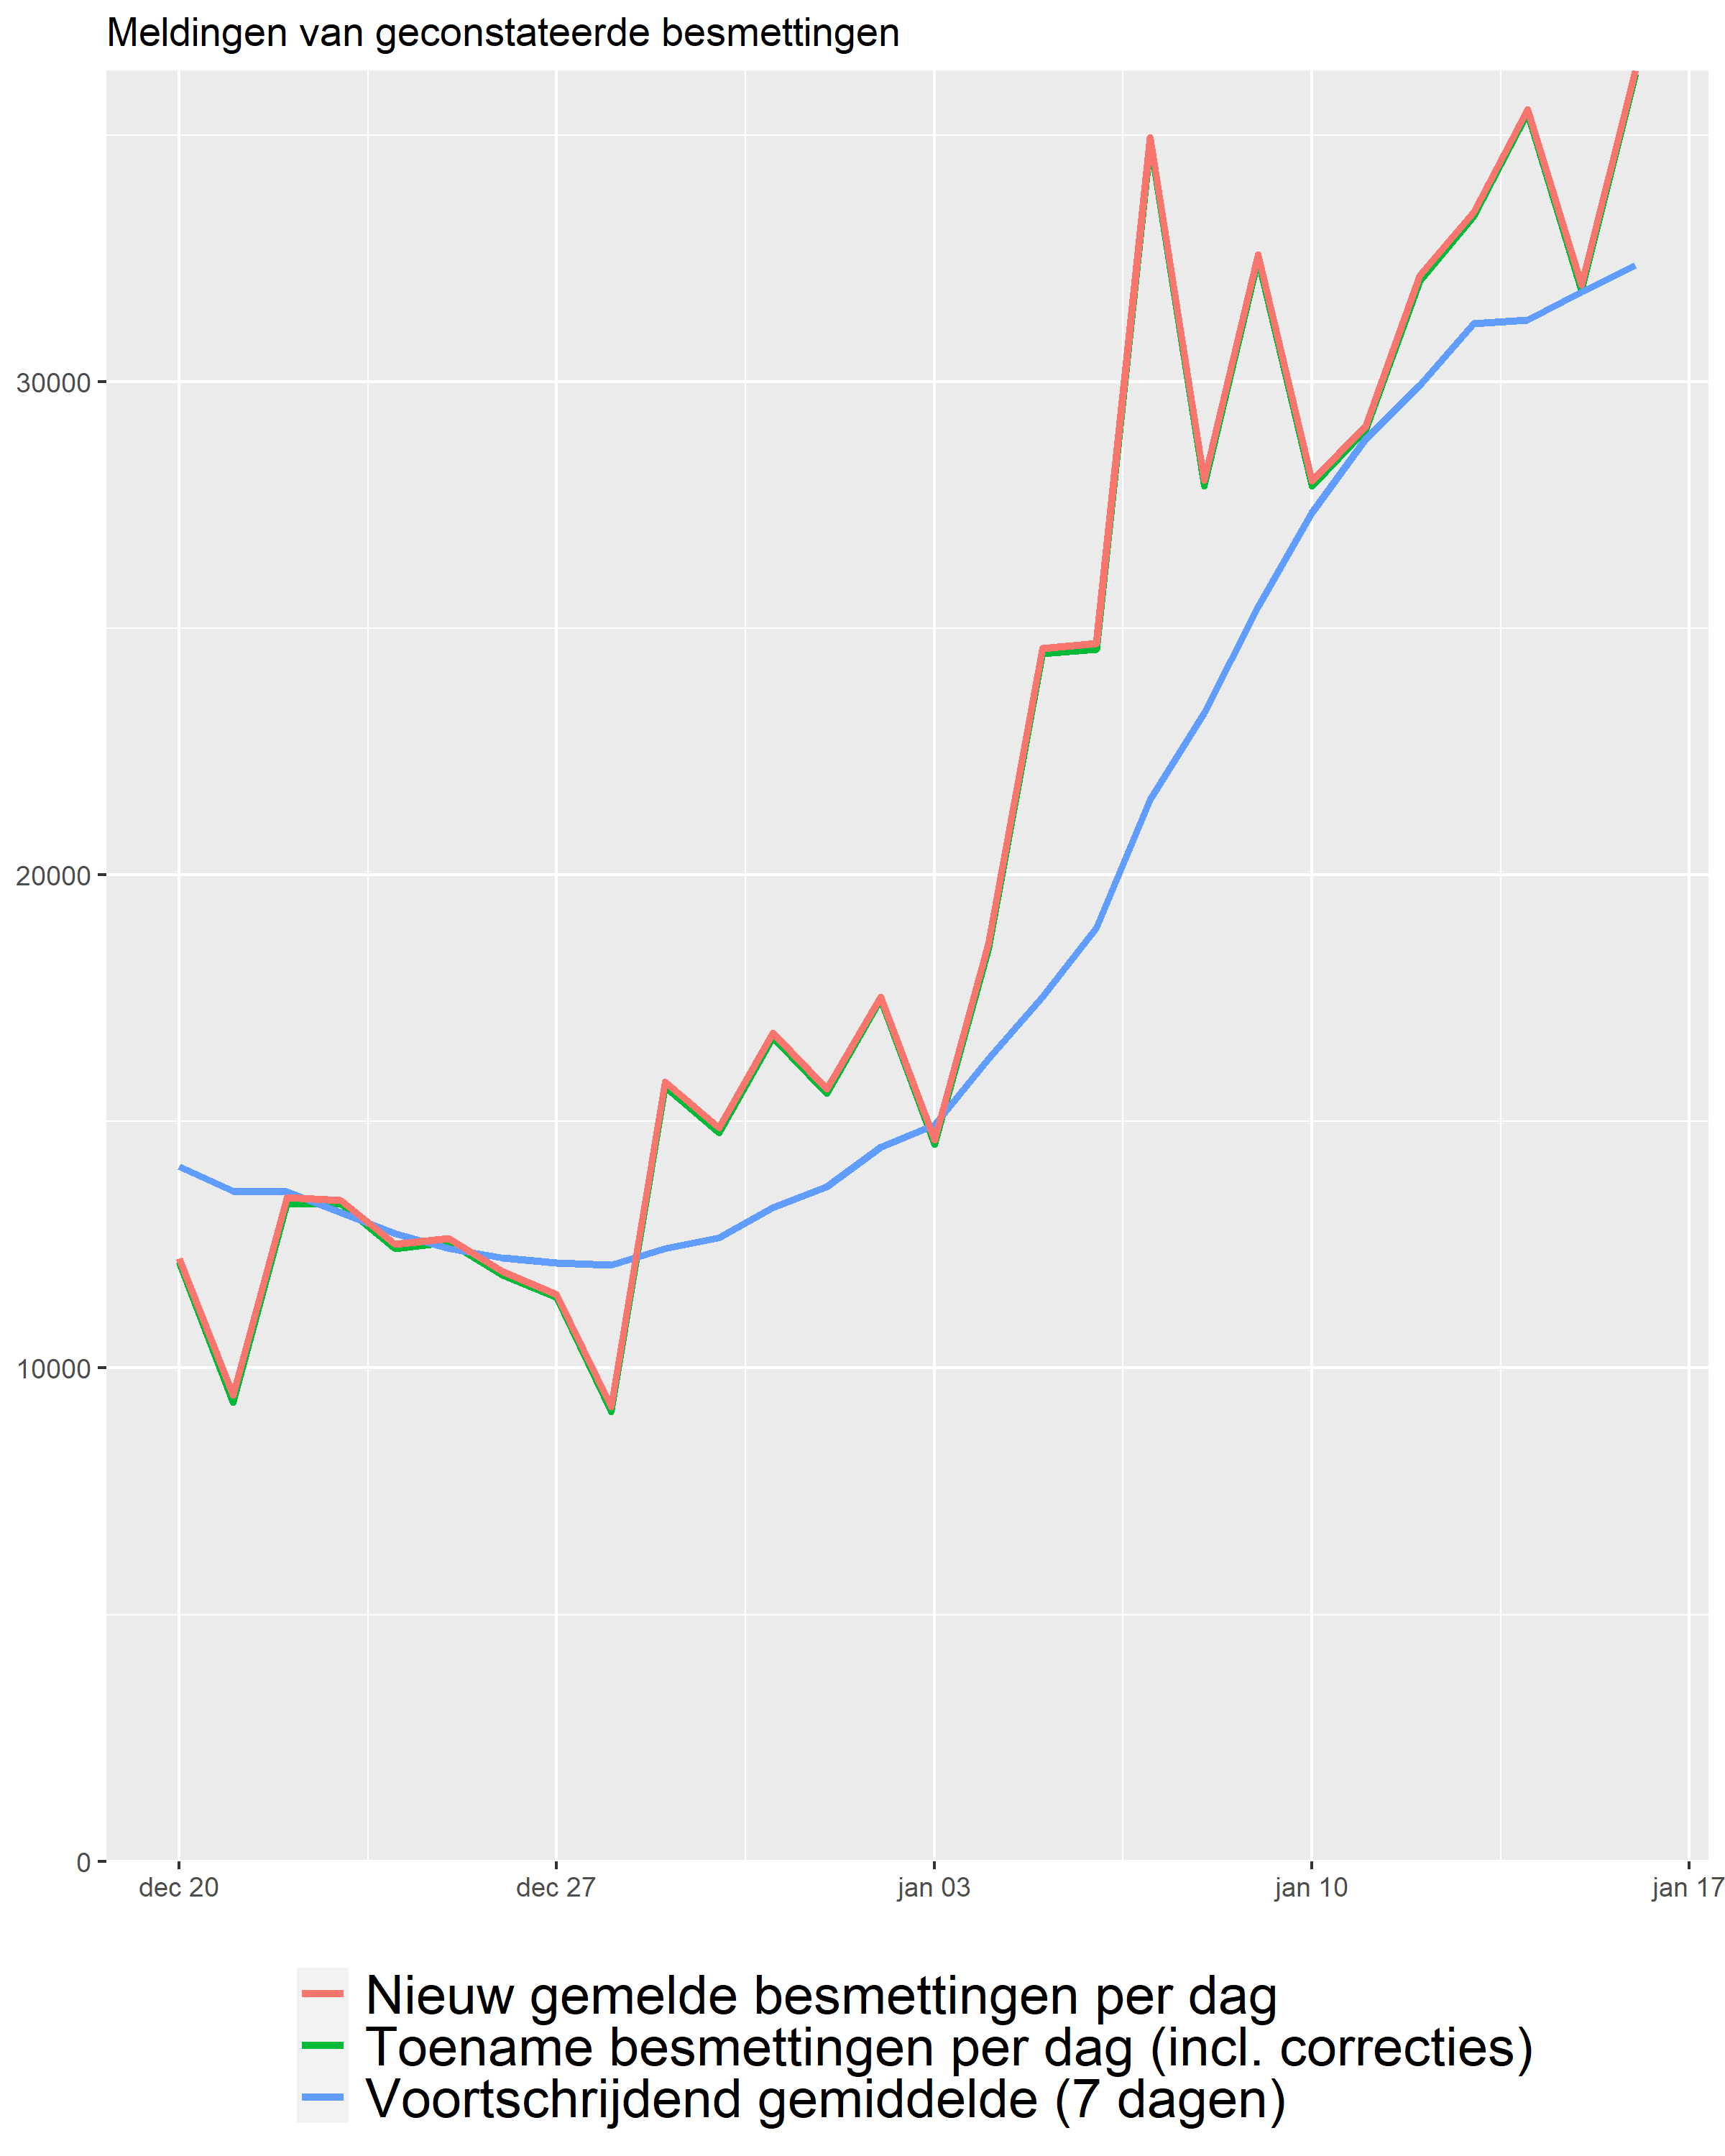 Meldingen van geconstateerde besmettingen
30000
20000
10000
0
dec 20
dec 27
jan 03
jan 10
jan 17
Nieuw gemelde besmettingen per dag
Toename besmettingen per dag (incl. correcties)
Voortschrijdend gemiddelde (7 dagen)